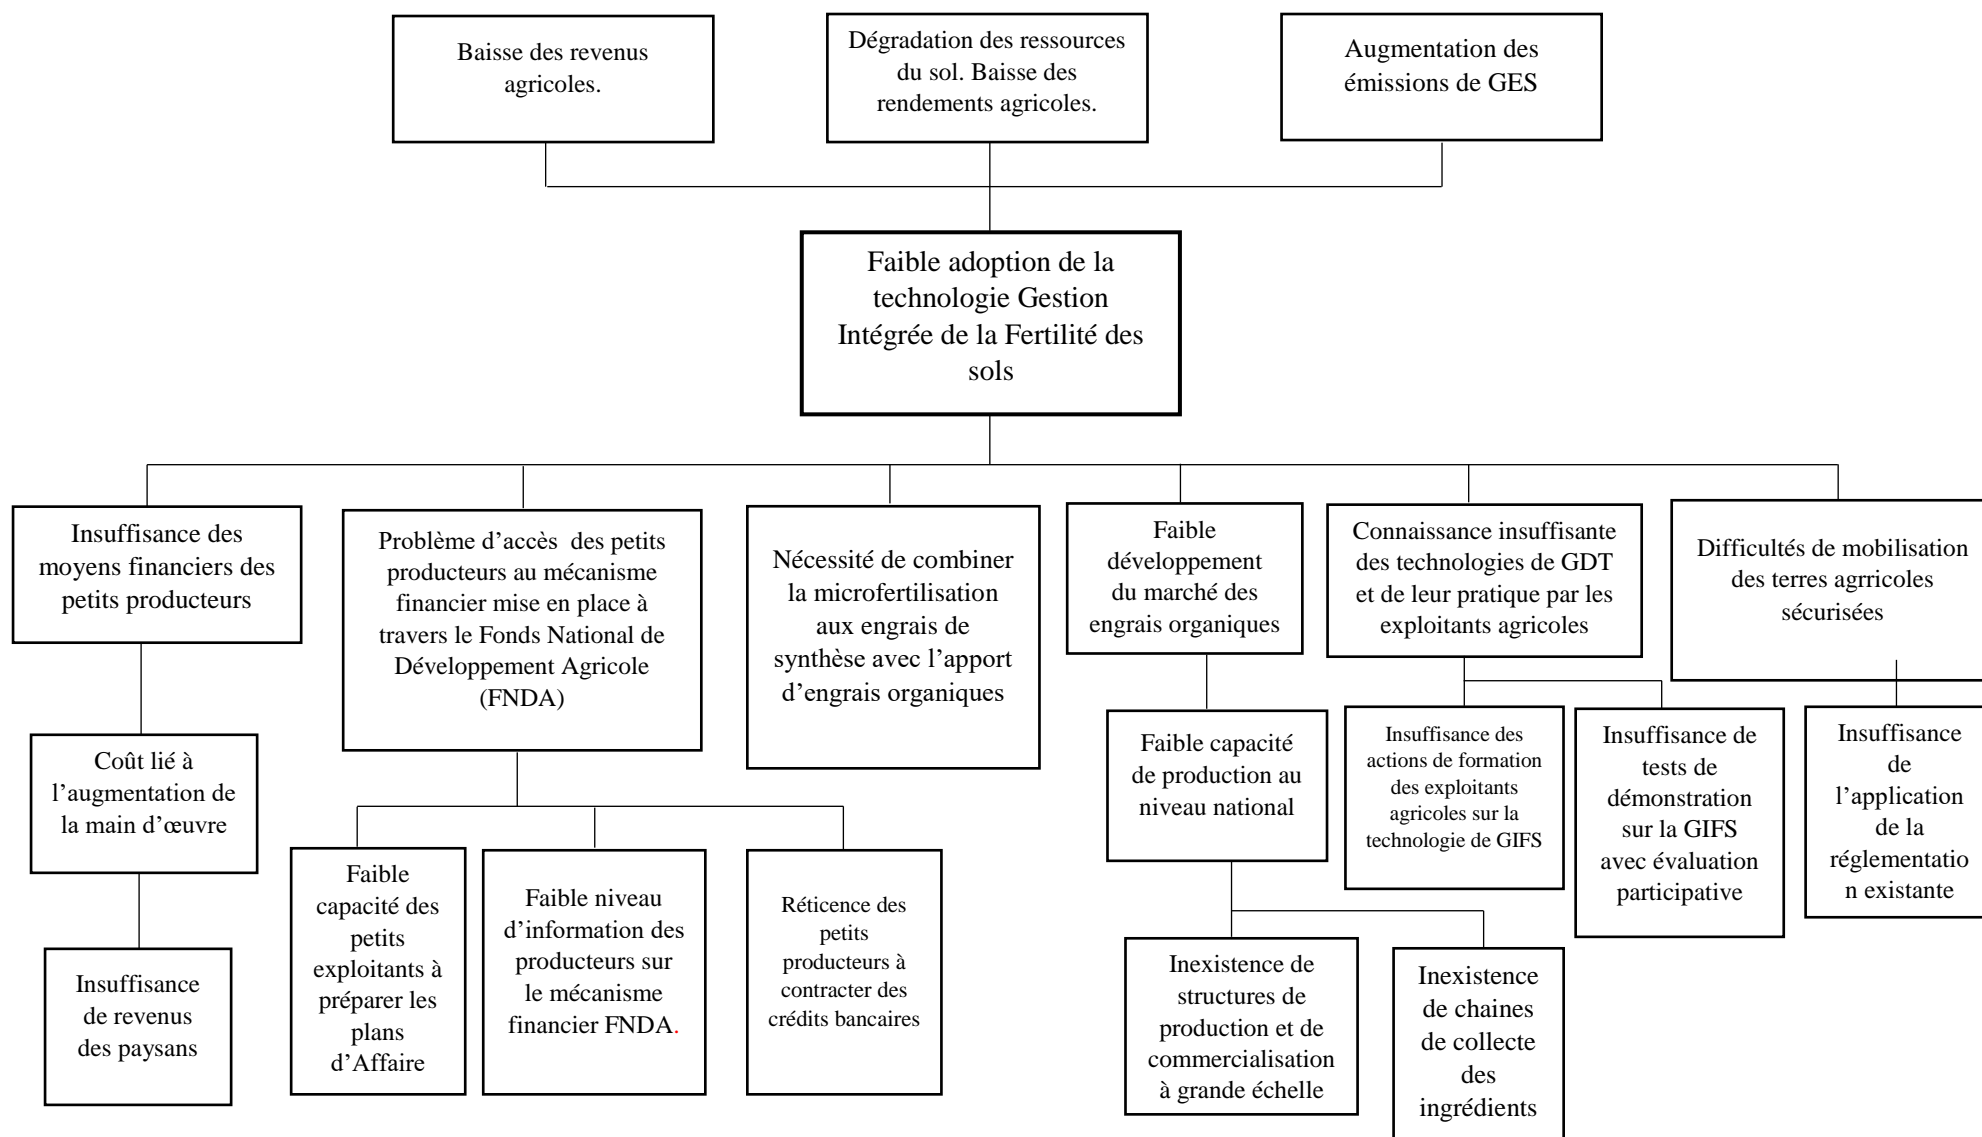 Baisse des revenus
agricoles.
Dégradation des ressources
du sol. Baisse des
rendements agricoles.
Augmentation des
émissions de GES
Faible adoption de la
technologie Gestion
Intégrée de la Fertilité des
sols
Insuffisance des
moyens financiers des
petits producteurs
Problème d’accès  des petits
producteurs au mécanisme
financier mise en place à
travers le Fonds National de
Développement Agricole
(FNDA)
Nécessité de combiner
la microfertilisation
aux engrais de
synthèse avec l’apport
d’engrais organiques
Faible
développement
du marché des
engrais organiques
Connaissance insuffisante
des technologies de GDT
et de leur pratique par les
exploitants agricoles
Difficultés de mobilisation
des terres agrricoles
sécurisées
Coût lié à
l’augmentation de
la main d’œuvre
Faible capacité
de production au
niveau national
Insuffisance des
actions de formation
des exploitants
agricoles sur la
technologie de GIFS
Insuffisance de
tests de
démonstration
sur la GIFS
avec évaluation
participative
Insuffisance
de
l’application
de la
réglementatio
n existante
Insuffisance
de revenus
des paysans
Faible
capacité des
petits
exploitants à
préparer les
plans
d’Affaire
Faible niveau
d’information des
producteurs sur
le mécanisme
financier FNDA.
Réticence des
petits
producteurs à
contracter des
crédits bancaires
Inexistence de
structures de
production et de
commercialisation
à grande échelle
Inexistence
de chaines
de collecte
des
ingrédients